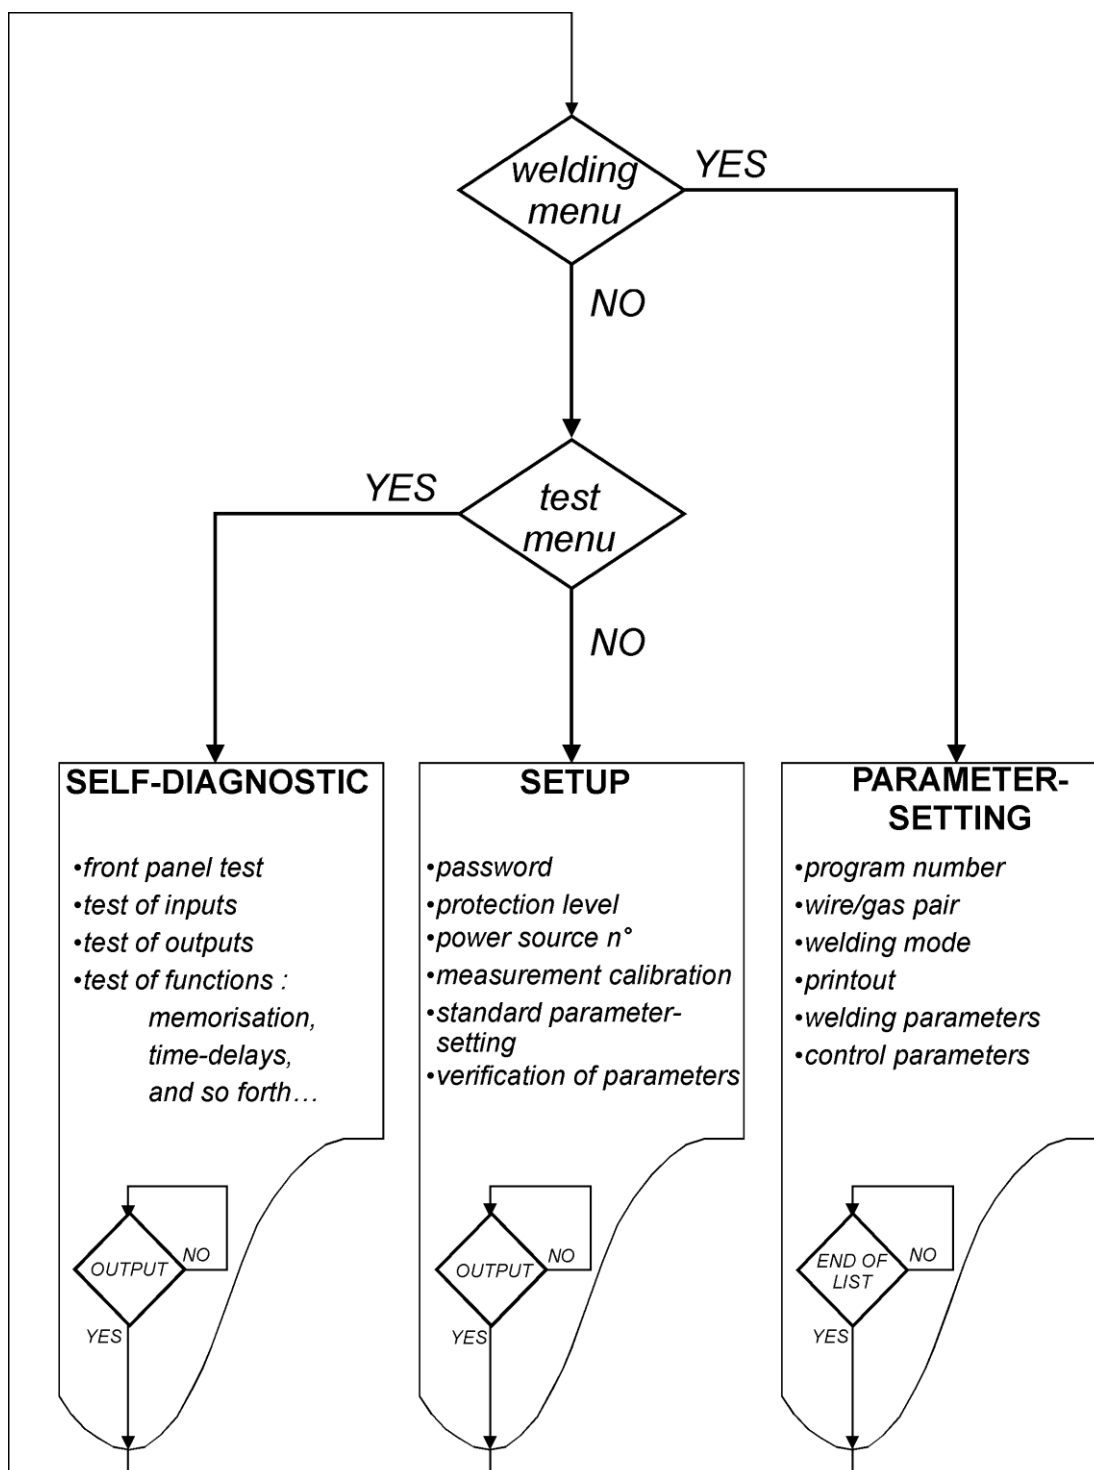 welding
menu
YES
NO
test
menu
YES
NO
SELF-DIAGNOSTIC
•front panel test
•test of inputs
•test of outputs
•test of functions :
memorisation,
time-delays,
and so forth…
OUTPUT
NO
YES
SETUP
•password
•protection level
•power source n°
•measurement calibration
•standard parameter-
setting
•verification of parameters
OUTPUT
NO
YES
PARAMETER-
SETTING
•program number
•wire/gas pair
•welding mode
•printout
•welding parameters
•control parameters
END OF
LIST
NO
YES